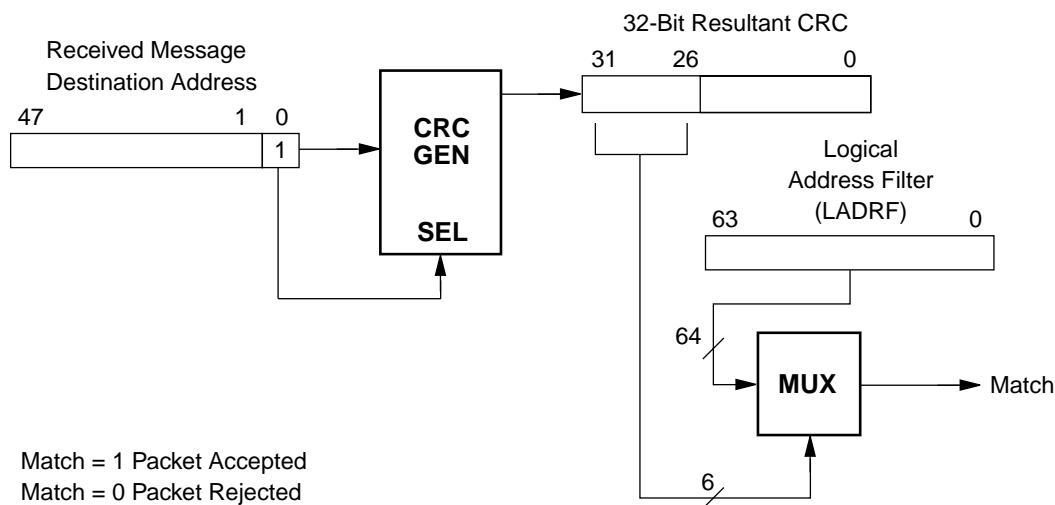 32-Bit Resultant CRC
Received Message
Destination Address
31 26 0
47 1 0
1
CRC
GEN
SEL
Logical
Address Filter
(LADRF)
63 0
64
MUX
Match
6
Match = 1 Packet Accepted
Match = 0 Packet Rejected